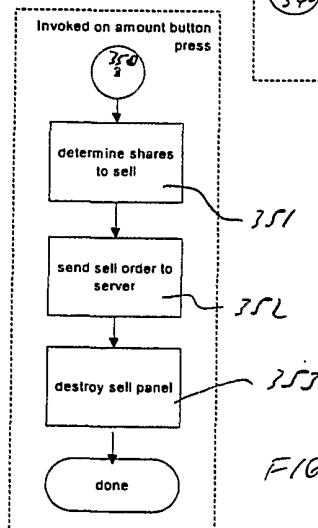 Invoked on amount button
press
350
2
determine shares
to sell
351
send sell order to
server
352
destroy sell panel
353
done
FIG